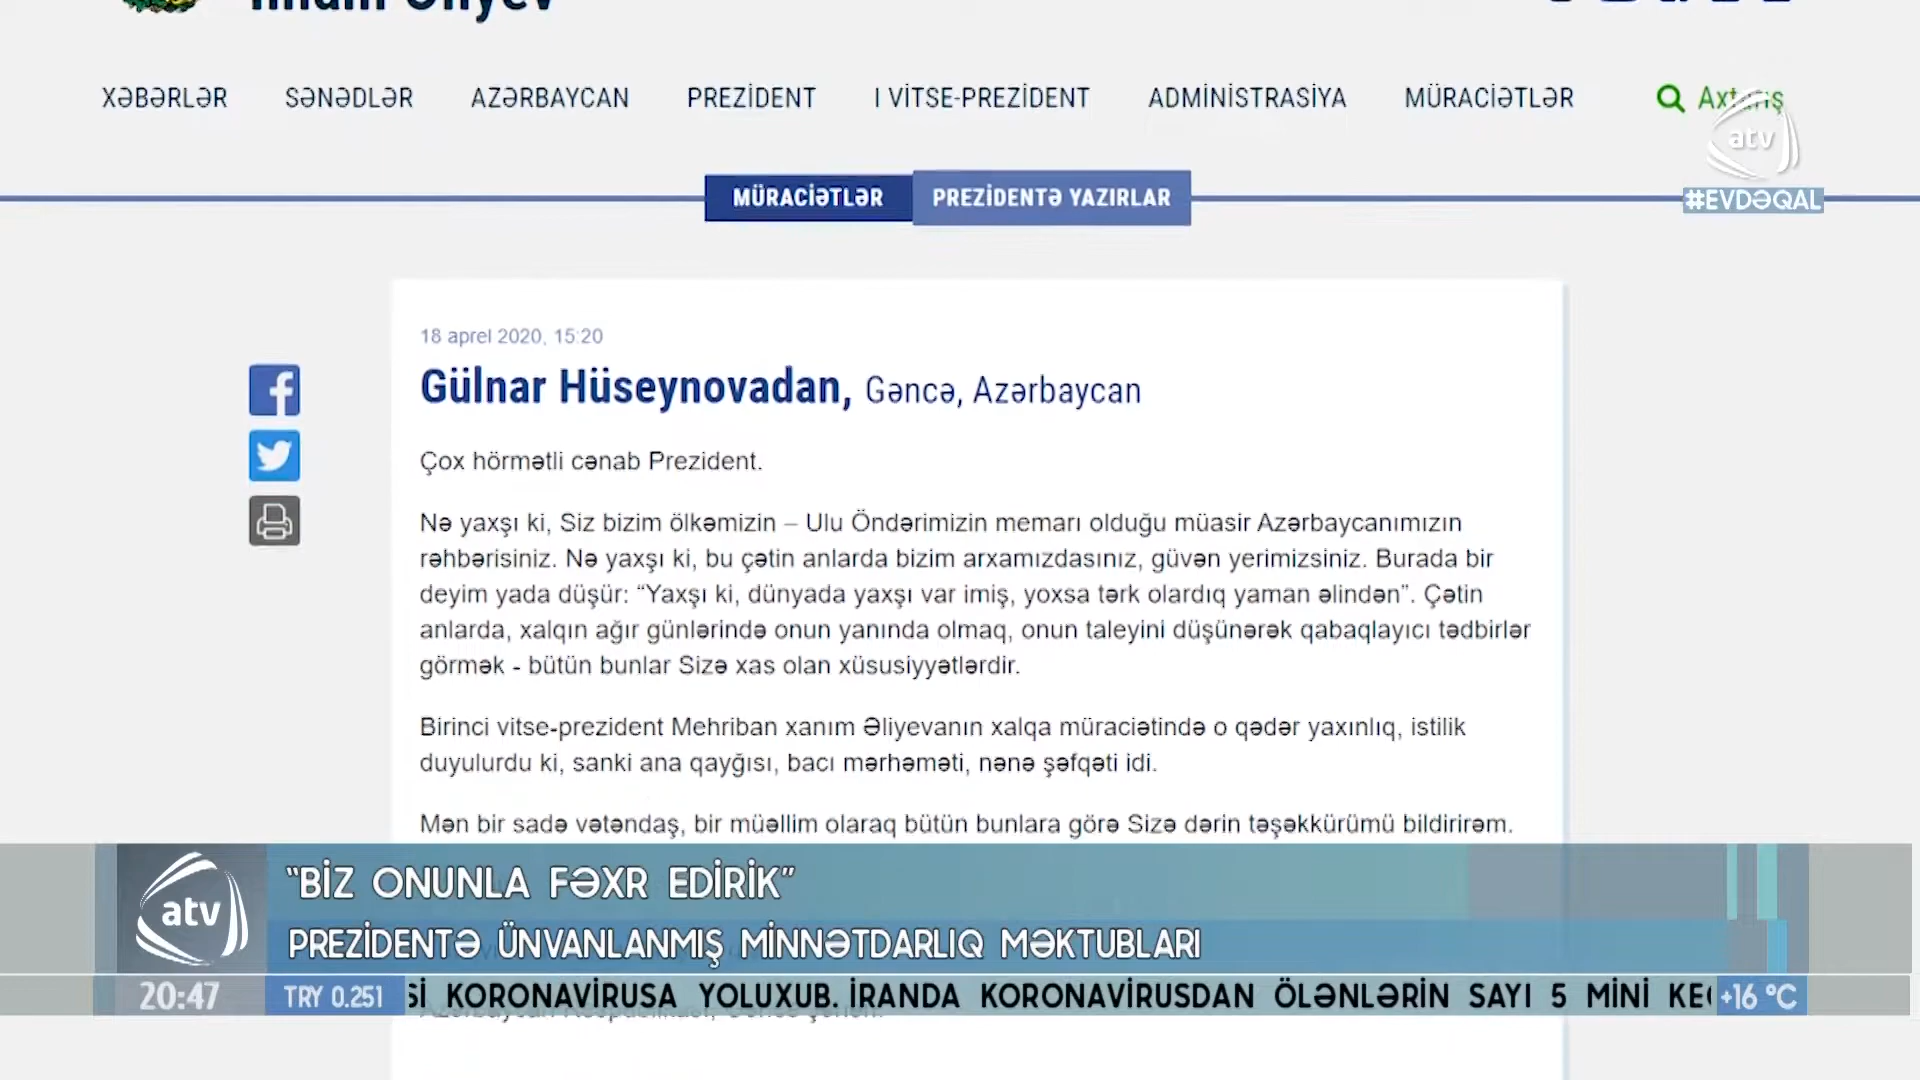 XƏBƏRLƏR SƏNƏDLƏR AZƏRBAYCAN PREZİDENT I VİTSE-PREZİDENT ADMİNİSTRASİYA MÜRACİƏTLƏR Axtarış
atv
#EVDƏQAL
MÜRACİƏTLƏR PREZİDENTƏ YAZIRLAR
18 aprel 2020, 15:20
Gülnar Hüseynovadan, Gəncə, Azərbaycan
Çox hörmətli cənab Prezident.
Nə yaxşı ki, Siz bizim ölkəmizin – Ulu Öndərimizin memarı olduğu müasir Azərbaycanımızın
rəhbərisiniz. Nə yaxşı ki, bu çətin anlarda bizim arxamızdasınız, güvən yerimizsiniz. Burada bir
deyim yada düşür: “Yaxşı ki, dünyada yaxşı var imiş, yoxsa tərk olardıq yaman əlindən”. Çətin
anlarda, xalqın ağır günlərində onun yanında olmaq, onun taleyini düşünərək qabaqlayıcı tədbirlər
görmək - bütün bunlar Sizə xas olan xüsusiyyətlərdir.
Birinci vitse-prezident Mehriban xanım Əliyevanın xalqa müraciətində o qədər yaxınlıq, istilik
duyulurdu ki, sanki ana qayğısı, bacı mərhəməti, nənə şəfqəti idi.
Mən bir sadə vətəndaş, bir müəllim olaraq bütün bunlara görə Sizə dərin təşəkkürümü bildirirəm.
atv
“BİZ ONUNLA FƏXR EDİRİK”
PREZİDENTƏ ÜNVANLANMIŞ MİNNƏTDARLIQ MƏKTUBLARI
20:47 TRY 0.251 Sİ KORONAVİRUSA YOLUXUB. İRANDA KORONAVİRUSDAN ÖLƏNLƏRİN SAYI 5 MİNİ KEÇ +16 °C